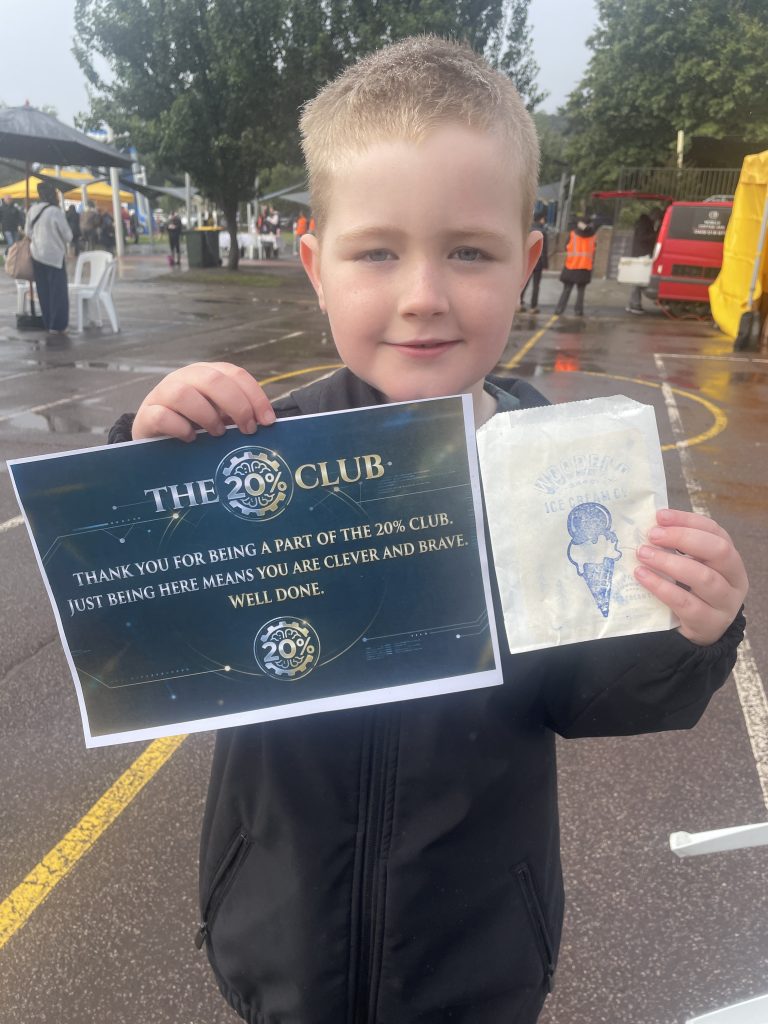 THE 20% CLUB
THANK YOU FOR BEING A PART OF THE 20% CLUB.
JUST BEING HERE MEANS YOU ARE CLEVER AND BRAVE.
WELL DONE.
20%
ICE CREAM